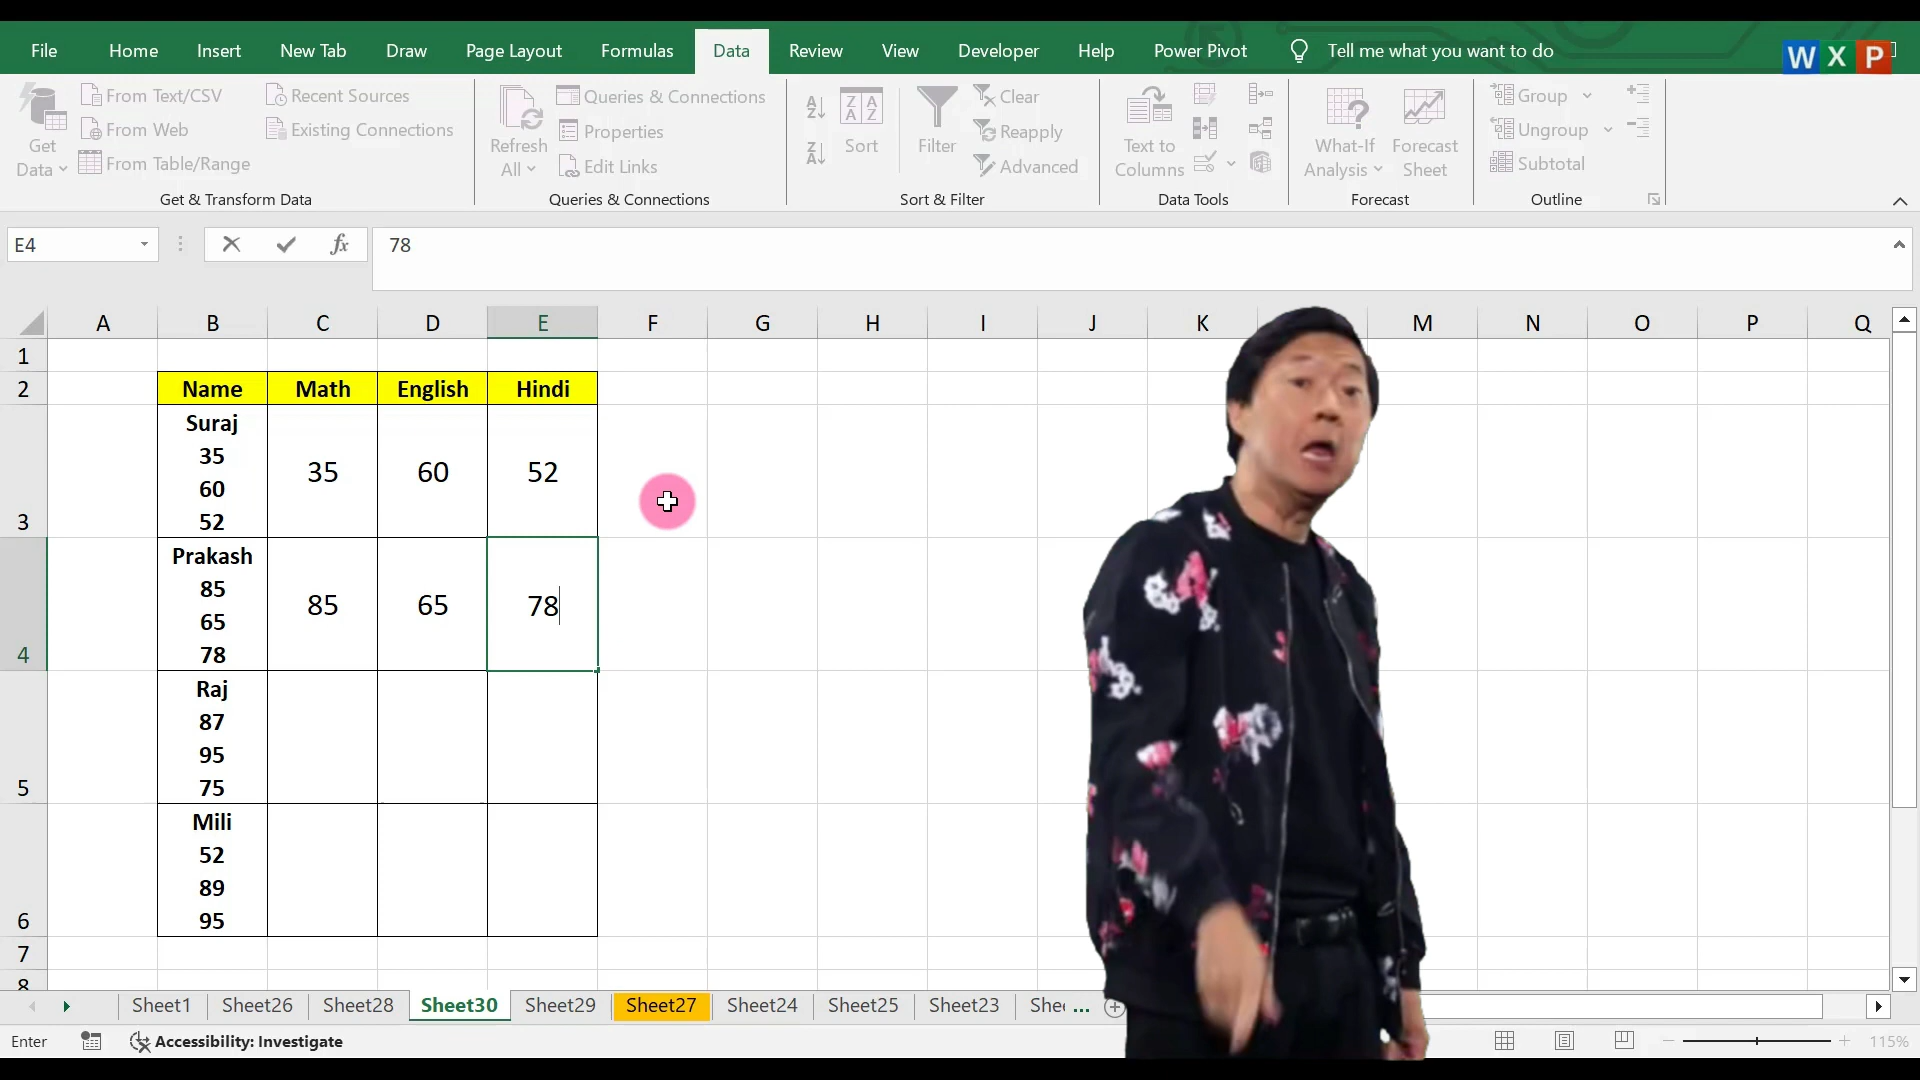 File Home Insert New Tab Draw Page Layout Formulas Data Review View Developer Help Power Pivot Tell me what you want to do
W X P
Get Data
From Text/CSV
From Web
From Table/Range
Recent Sources
Existing Connections
Get & Transform Data
Refresh All
Queries & Connections
Properties
Edit Links
Queries & Connections
Sort
Filter
Clear
Reapply
Advanced
Sort & Filter
Text to Columns
Data Tools
What-If Analysis
Forecast Sheet
Forecast
Group
Ungroup
Subtotal
Outline
E4 fx 78
A B C D E F G H I J K M N O P Q
1
2 Name Math English Hindi
Suraj
35
60
52
3 35 60 52
Prakash
85
65
78
4 85 65 78
Raj
87
95
75
5
Mili
52
89
95
6
7
8
Sheet1 Sheet26 Sheet28 Sheet30 Sheet29 Sheet27 Sheet24 Sheet25 Sheet23 She ...
Enter Accessibility: Investigate 115%